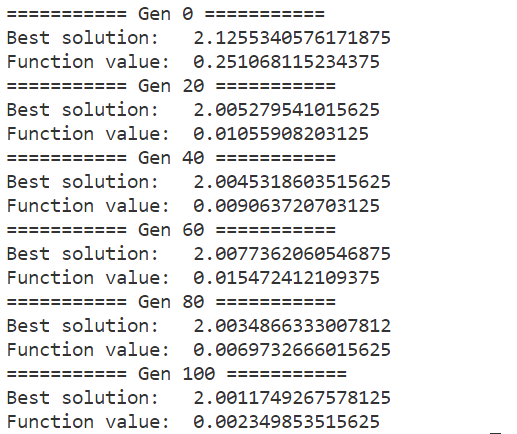 =========== Gen 0 ===========
Best solution:   2.1255340576171875
Function value:  0.251068115234375
=========== Gen 20 ===========
Best solution:   2.005279541015625
Function value:  0.01055908203125
=========== Gen 40 ===========
Best solution:   2.0045318603515625
Function value:  0.009063720703125
=========== Gen 60 ===========
Best solution:   2.0077362060546875
Function value:  0.015472412109375
=========== Gen 80 ===========
Best solution:   2.0034866333007812
Function value:  0.0069732666015625
=========== Gen 100 ===========
Best solution:   2.0011749267578125
Function value:  0.002349853515625